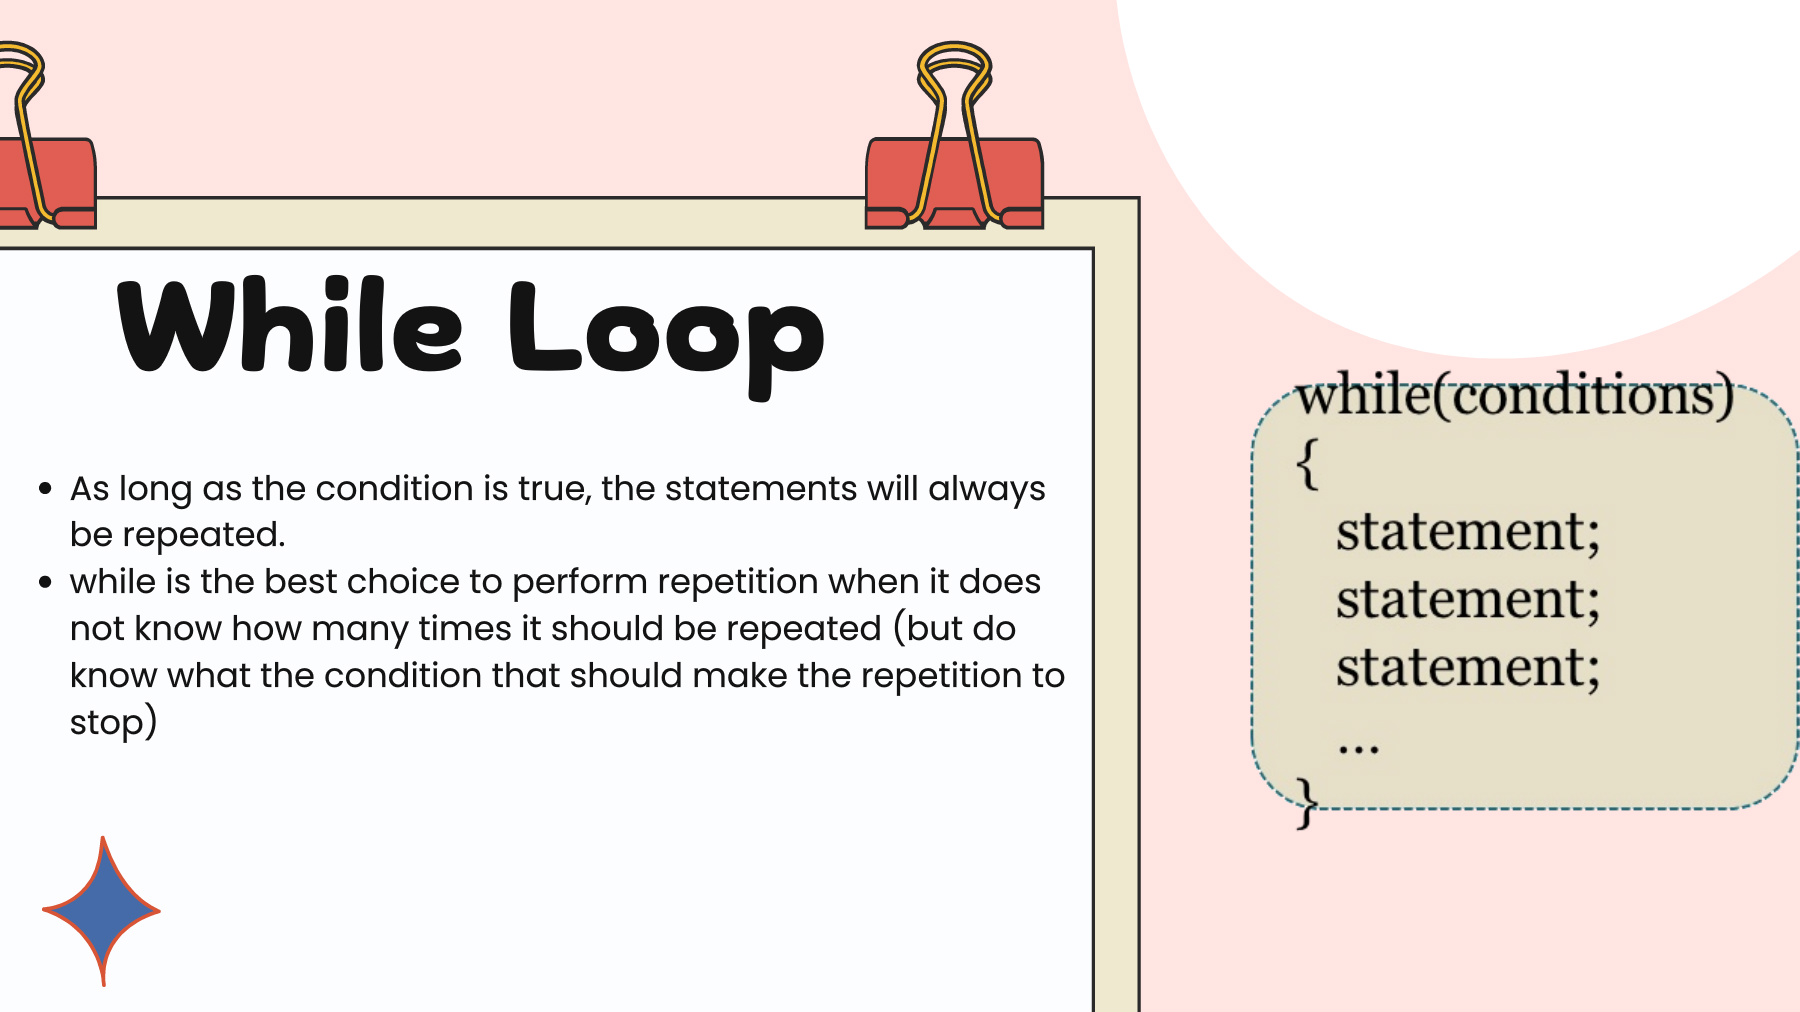 While Loop
• As long as the condition is true, the statements will always
be repeated.
• while is the best choice to perform repetition when it does
not know how many times it should be repeated (but do
know what the condition that should make the repetition to
stop)
while(conditions)
{
statement;
statement;
statement;
...
}